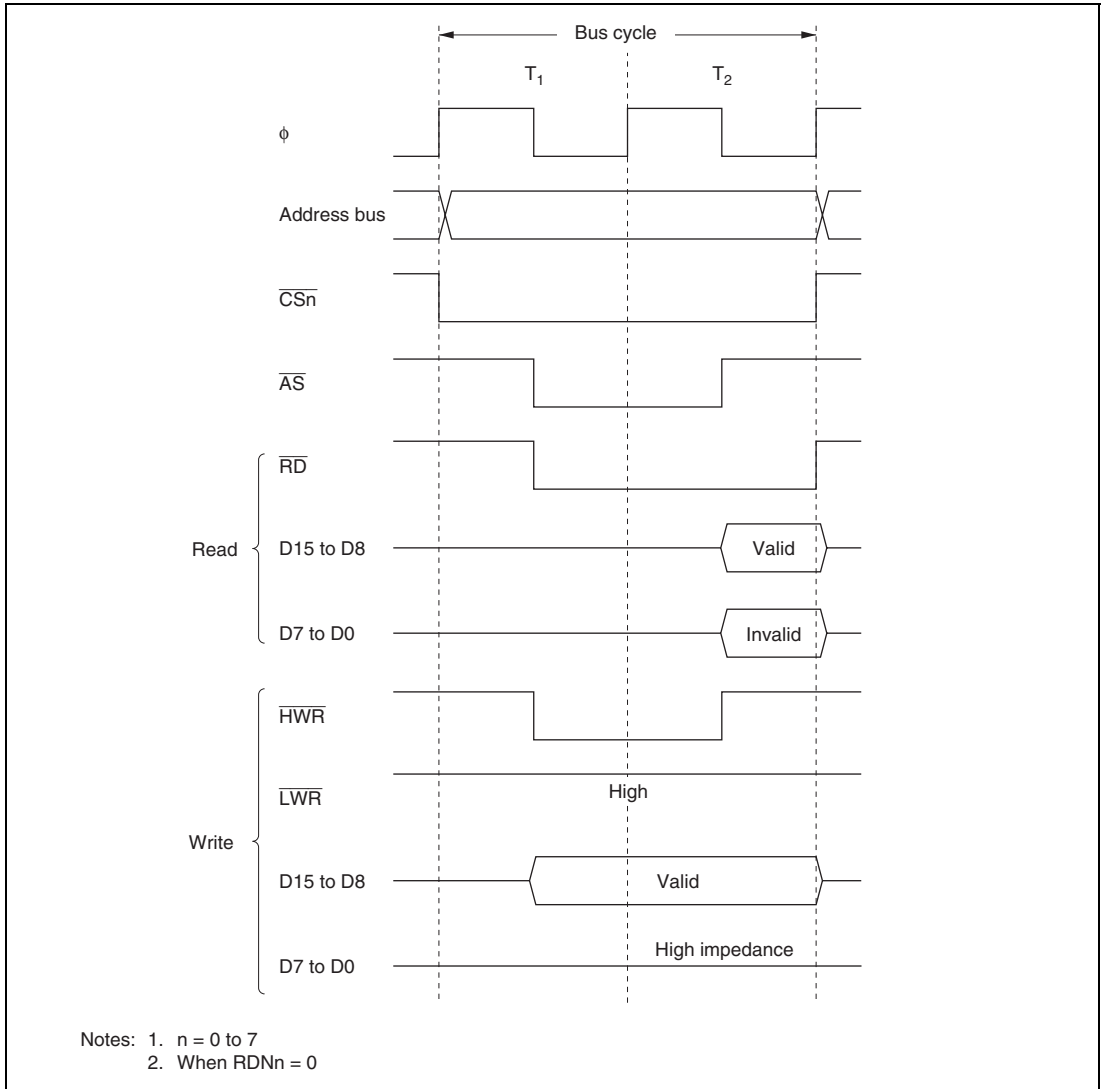 Bus cycle
T1 T2
φ
Address bus
CSn
AS
Read
RD
D15 to D8 Valid
D7 to D0 Invalid
Write
HWR
LWR High
D15 to D8 Valid
D7 to D0 High impedance
Notes: 1. n = 0 to 7
2. When RDNn = 0